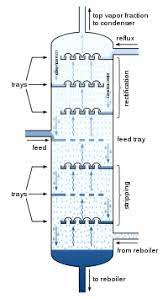 top vapor fraction
to condenser
reflux
trays
rectification
feed
feed tray
trays
stripping
from reboiler
to reboiler